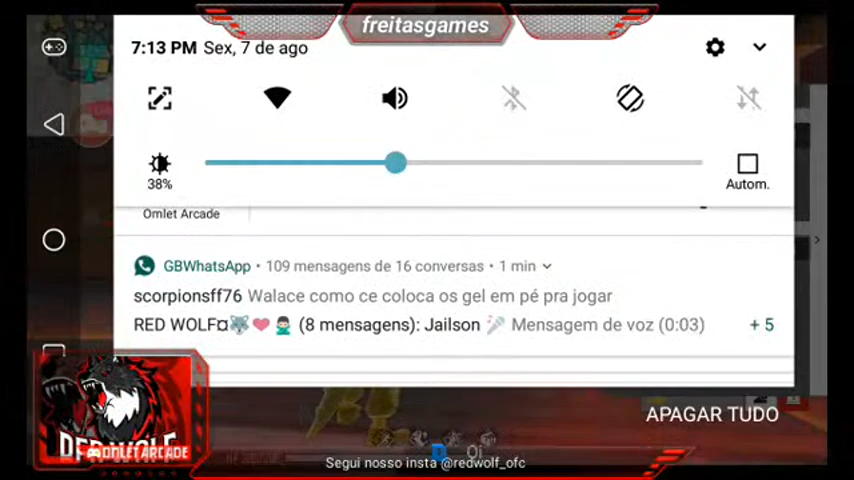 freitasgames
7:13 PM Sex, 7 de ago
38%
Autom.
Omlet Arcade
GBWhatsApp • 109 mensagens de 16 conversas • 1 min
scorpionsff76 Walace como ce coloca os gel em pé pra jogar
RED WOLF¤🐺❤️🤦🏻‍♂️ (8 mensagens): Jailson 🎤 Mensagem de voz (0:03) + 5
APAGAR TUDO
RED WOLF
OMLET ARCADE
Segui nosso insta @redwolf_ofc